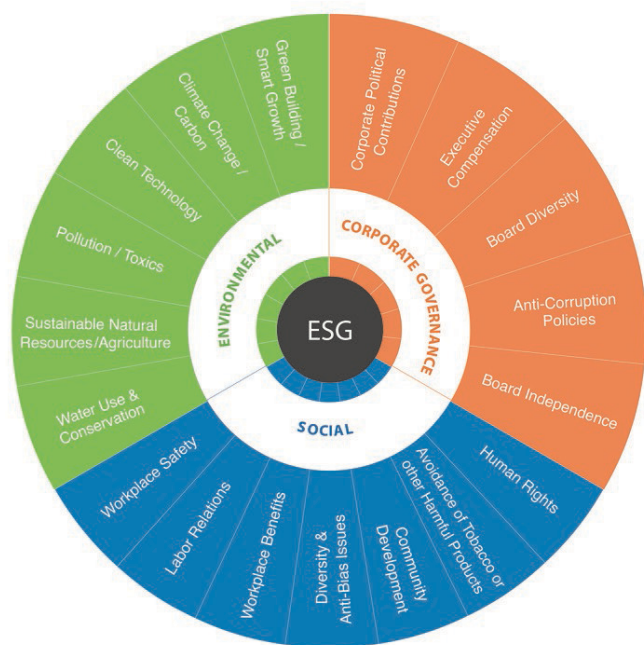 ESG
ENVIRONMENTAL
CORPORATE GOVERNANCE
SOCIAL
Green Building /
Smart Growth
Climate Change /
Carbon
Clean Technology
Pollution / Toxics
Sustainable Natural
Resources/Agriculture
Water Use &
Conservation
Corporate Political
Contributions
Executive
Compensation
Board Diversity
Anti-Corruption
Policies
Board Independence
Human Rights
Avoidance of Tobacco or
other Harmful Products
Community
Development
Diversity &
Anti-Bias Issues
Workplace Benefits
Labor Relations
Workplace Safety